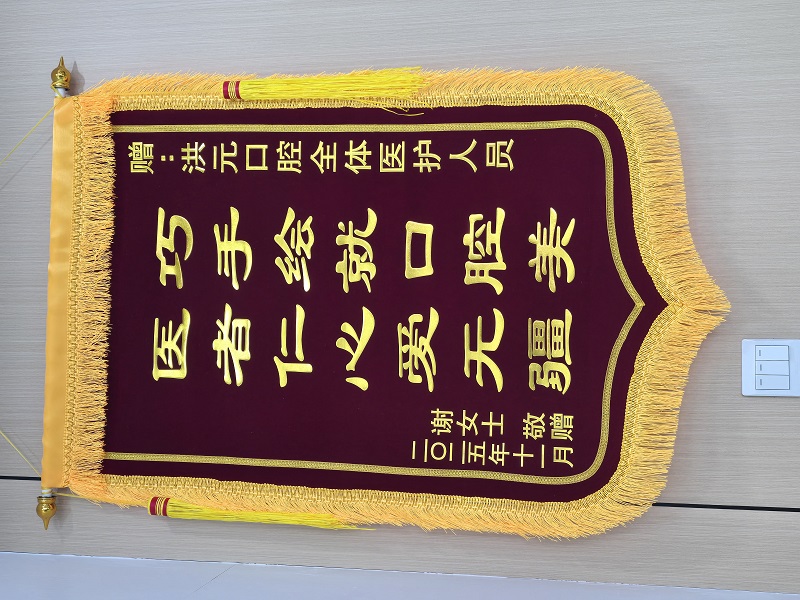 赠：洪元口腔全体医护人员
巧手绘就口腔美
医者仁心爱无疆
谢女士 敬赠
二〇二五年十一月